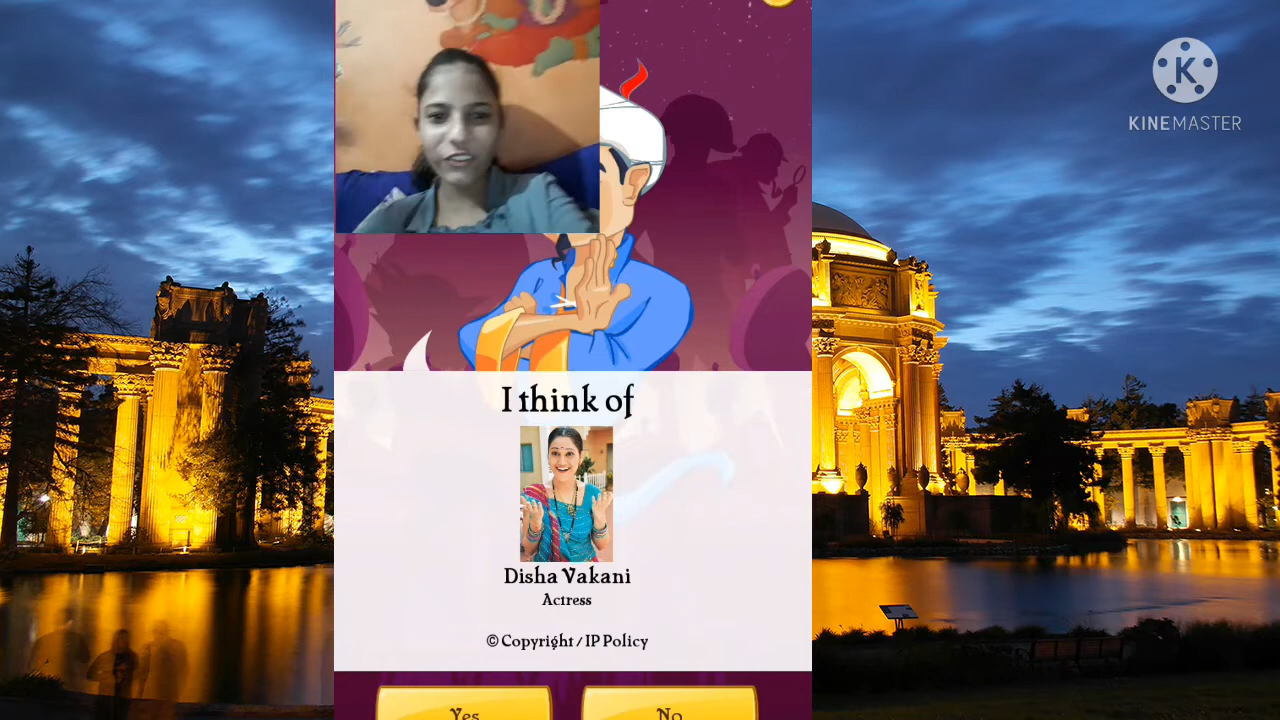 K
KINEMASTER
I think of
Disha Vakani
Actress
© Copyright / IP Policy
Yes
No